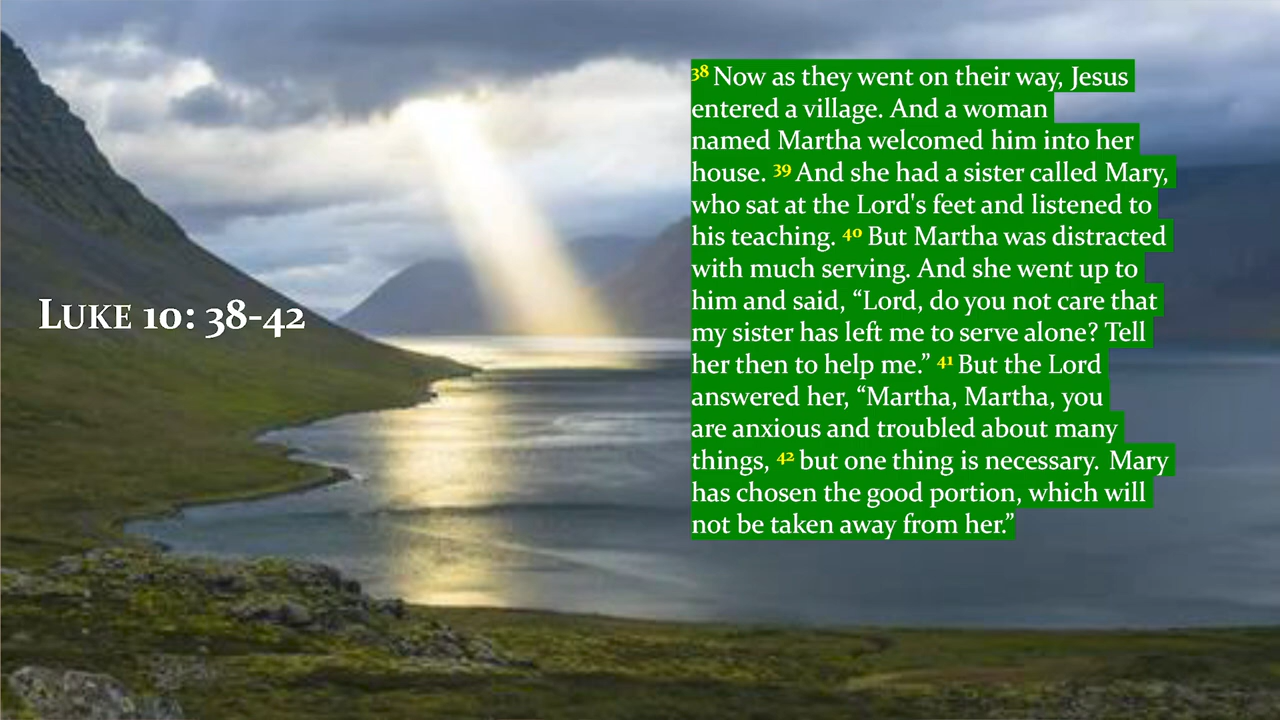 LUKE 10: 38-42
38 Now as they went on their way, Jesus
entered a village. And a woman
named Martha welcomed him into her
house. 39 And she had a sister called Mary,
who sat at the Lord's feet and listened to
his teaching. 40 But Martha was distracted
with much serving. And she went up to
him and said, “Lord, do you not care that
my sister has left me to serve alone? Tell
her then to help me.” 41 But the Lord
answered her, “Martha, Martha, you
are anxious and troubled about many
things, 42 but one thing is necessary. Mary
has chosen the good portion, which will
not be taken away from her.”